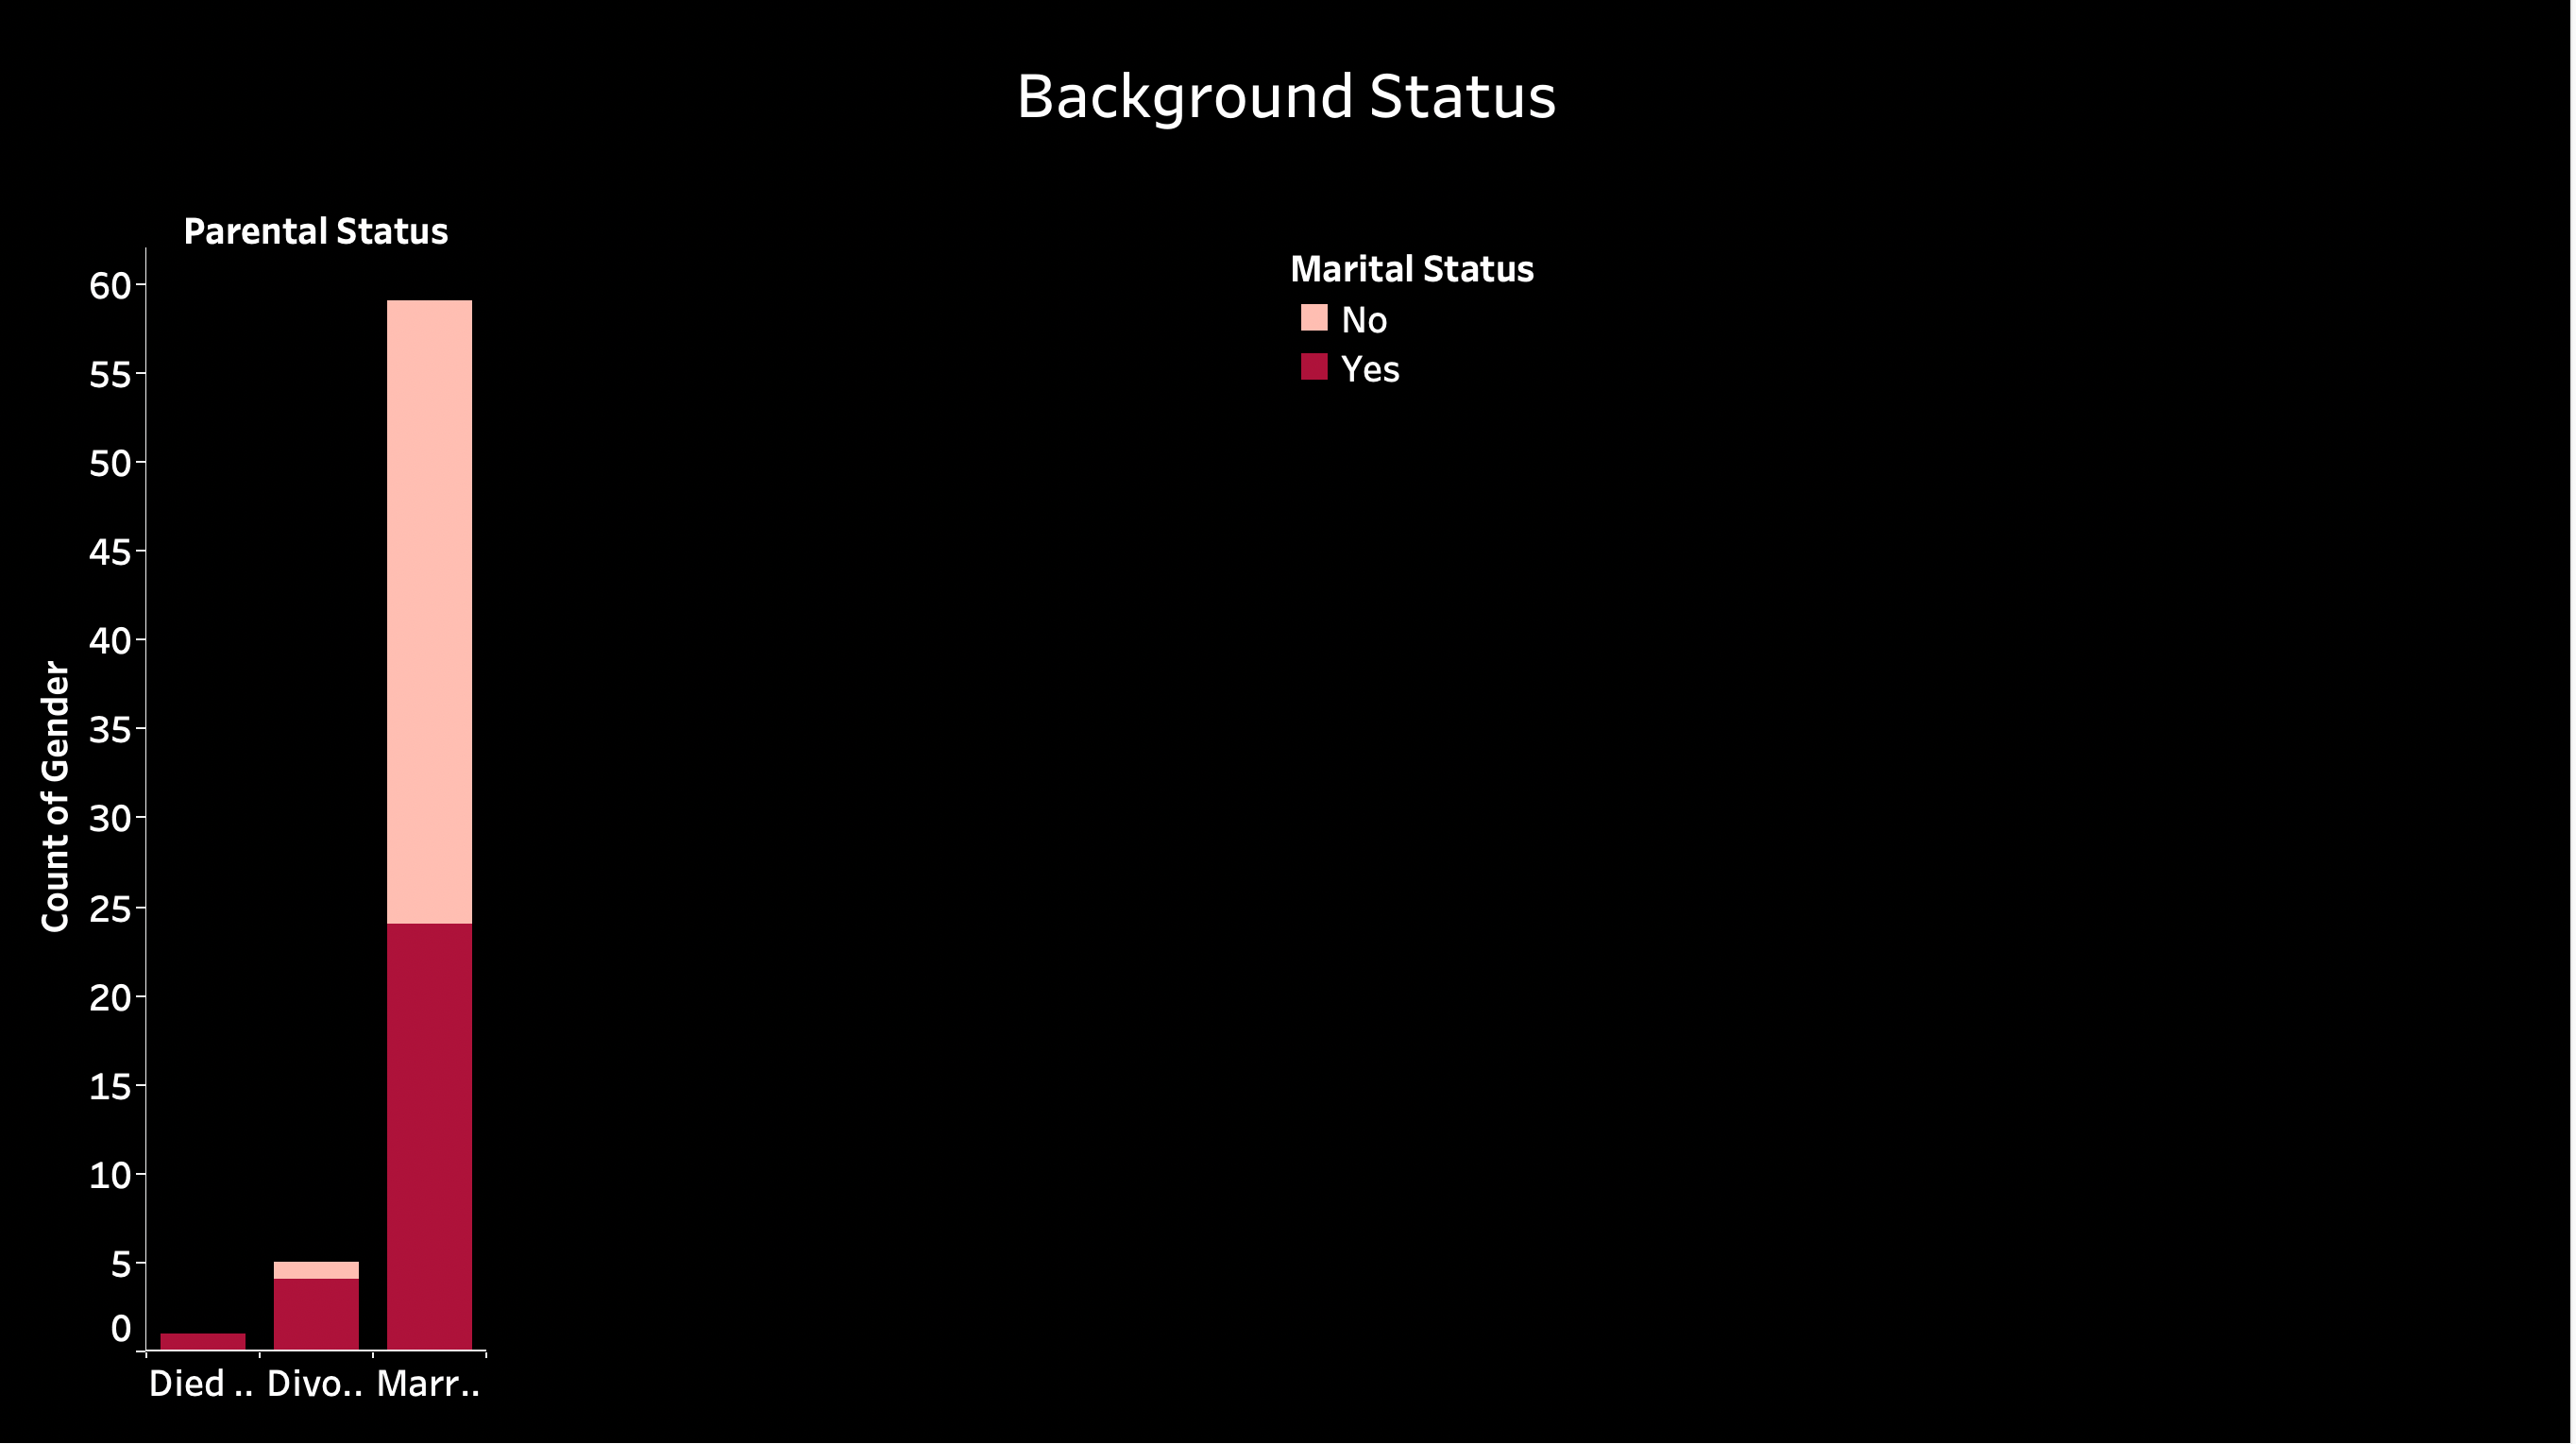 Background Status
Parental Status
60
55
50
45
40
35
30
25
20
15
10
5
0
Count of Gender
Died ..
Divo..
Marr..
Marital Status
No
Yes